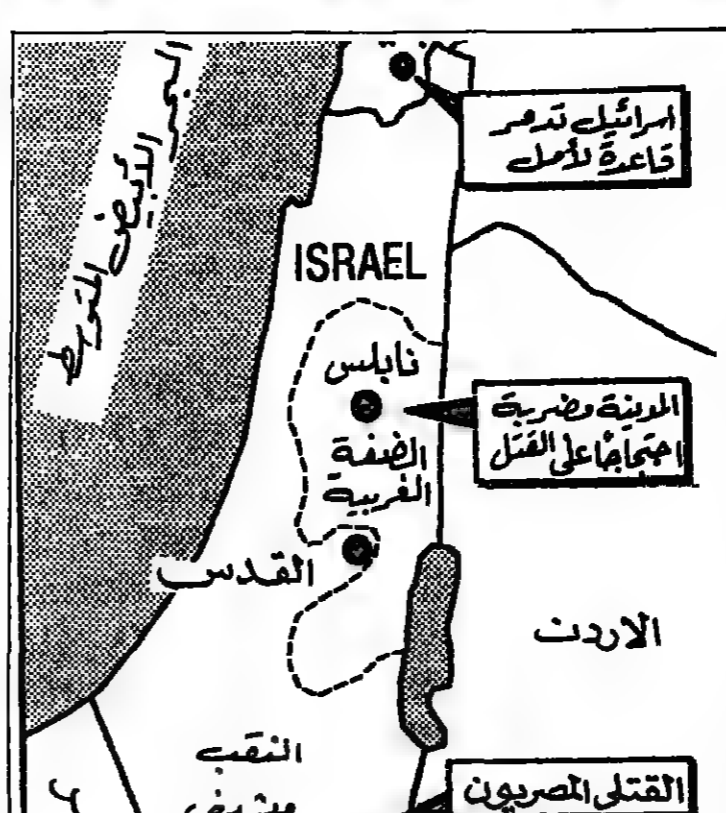 اسرائيل تدمر
قاعدة لأمل
البحر الأبيض المتوسط
ISRAEL
نابلس
المدينة مضربة
احتجاجًا على القتل
الضفة
الغربية
القدس
الاردن
النقب
القتلى المصريون